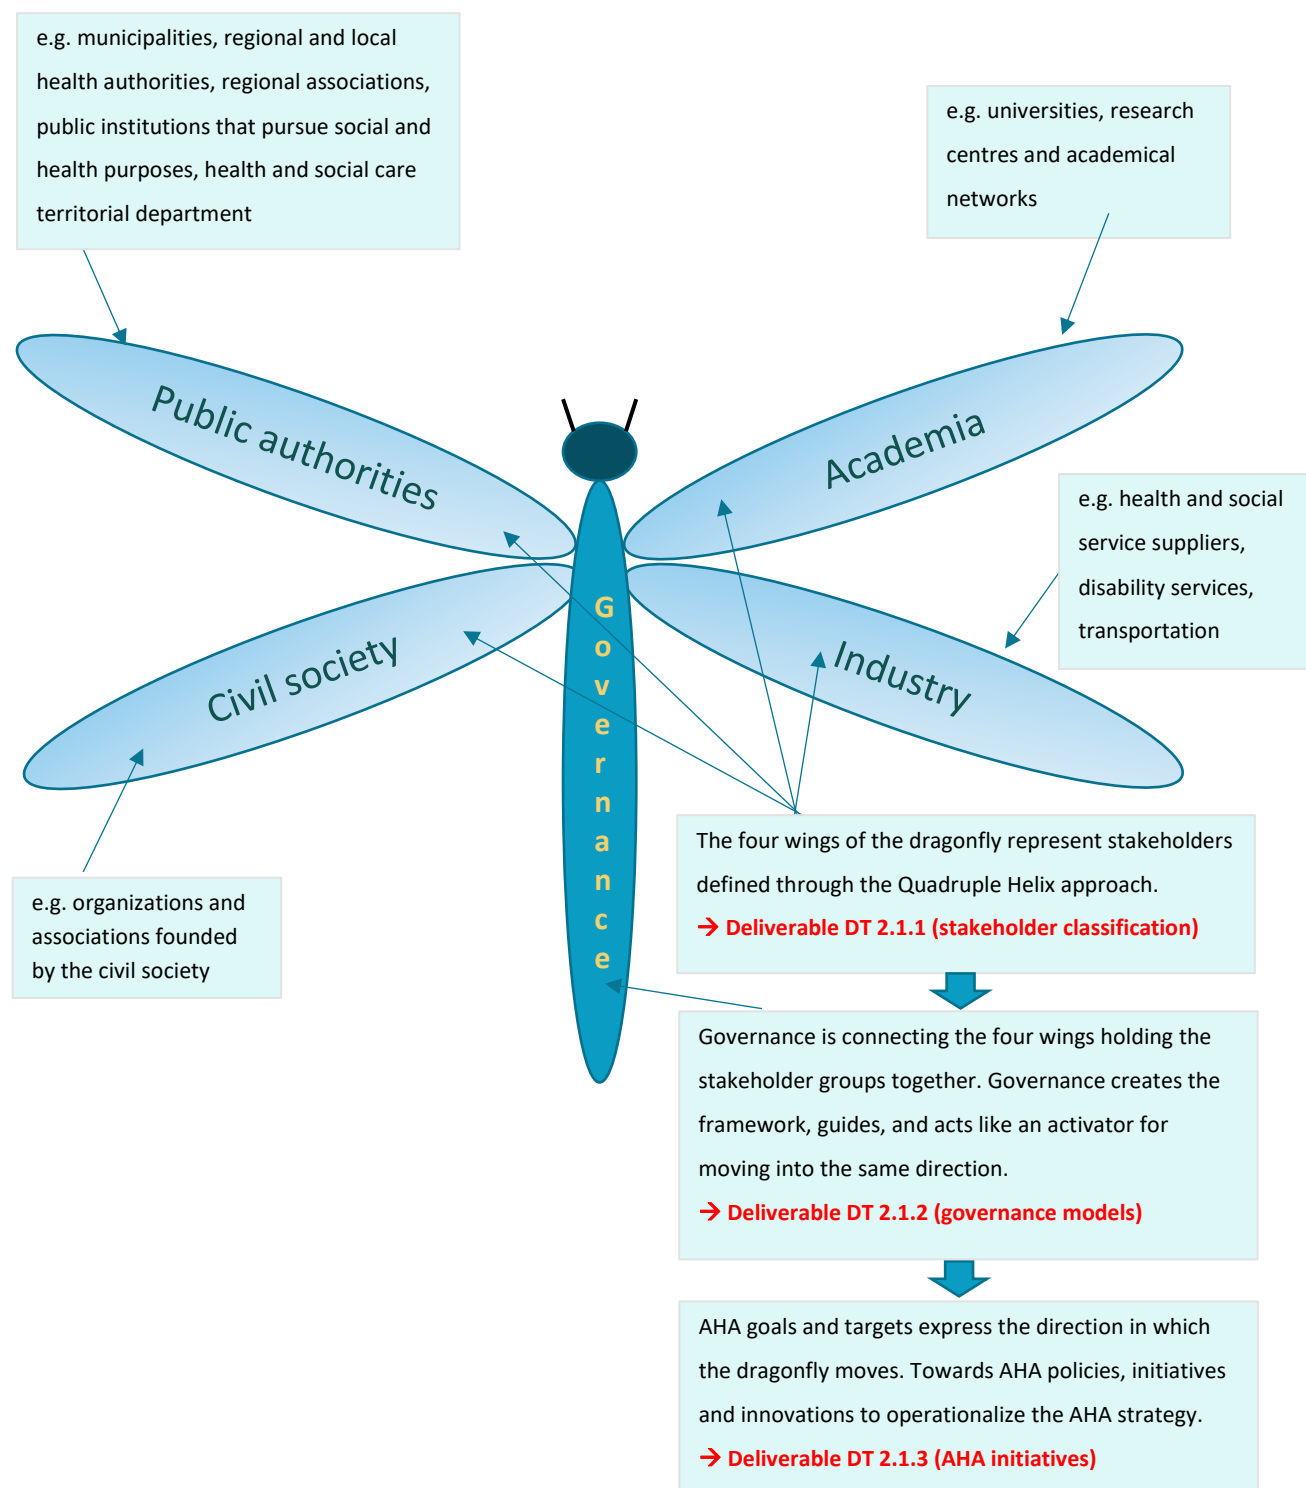 e.g. municipalities, regional and local
health authorities, regional associations,
public institutions that pursue social and
health purposes, health and social care
territorial department
e.g. universities, research
centres and academical
networks
Public authorities
Academia
e.g. health and social
service suppliers,
disability services,
transportation
Civil society
Industry
Governance
e.g. organizations and
associations founded
by the civil society
The four wings of the dragonfly represent stakeholders
defined through the Quadruple Helix approach.
→ Deliverable DT 2.1.1 (stakeholder classification)
Governance is connecting the four wings holding the
stakeholder groups together. Governance creates the
framework, guides, and acts like an activator for
moving into the same direction.
→ Deliverable DT 2.1.2 (governance models)
AHA goals and targets express the direction in which
the dragonfly moves. Towards AHA policies, initiatives
and innovations to operationalize the AHA strategy.
→ Deliverable DT 2.1.3 (AHA initiatives)